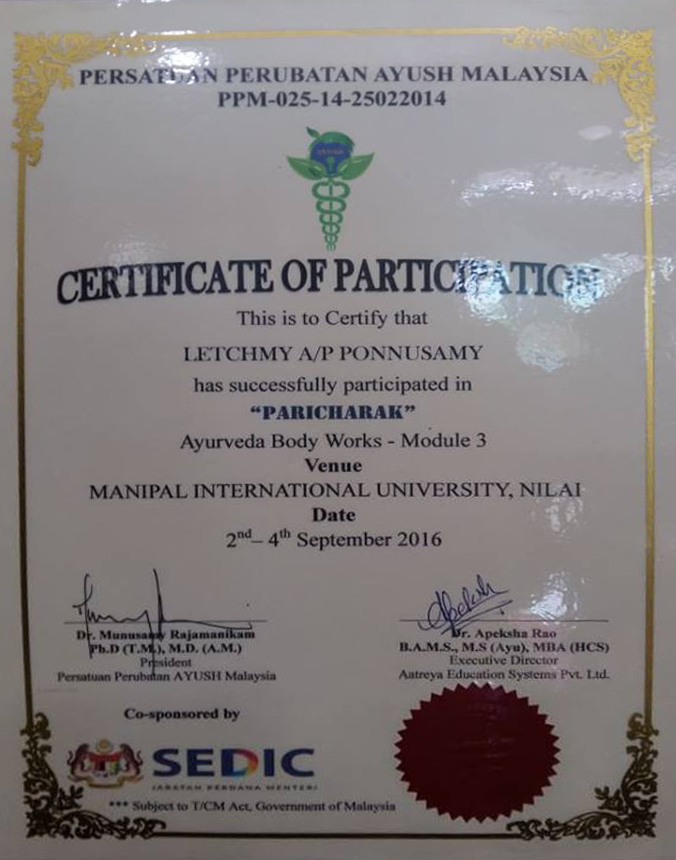 PERSATUAN PERUBATAN AYUSH MALAYSIA
PPM-025-14-25022014
CERTIFICATE OF PARTICIPATION
This is to Certify that
LETCHMY A/P PONNUSAMY
has successfully participated in
“PARICHARAK”
Ayurveda Body Works - Module 3
Venue
MANIPAL INTERNATIONAL UNIVERSITY, NILAI
Date
2nd– 4th September 2016
Dr. Munusamy Rajamanikam
Ph.D (T.M.), M.D. (A.M.)
President
Persatuan Perubatan AYUSH Malaysia
Apeksh
Dr. Apeksha Rao
B.A.M.S., M.S (Ayu), MBA (HCS)
Executive Director
Aatreya Education Systems Pvt. Ltd.
Co-sponsored by
SEDIC
JABATAN PERDANA MENTERI
*** Subject to T/CM Act, Government of Malaysia